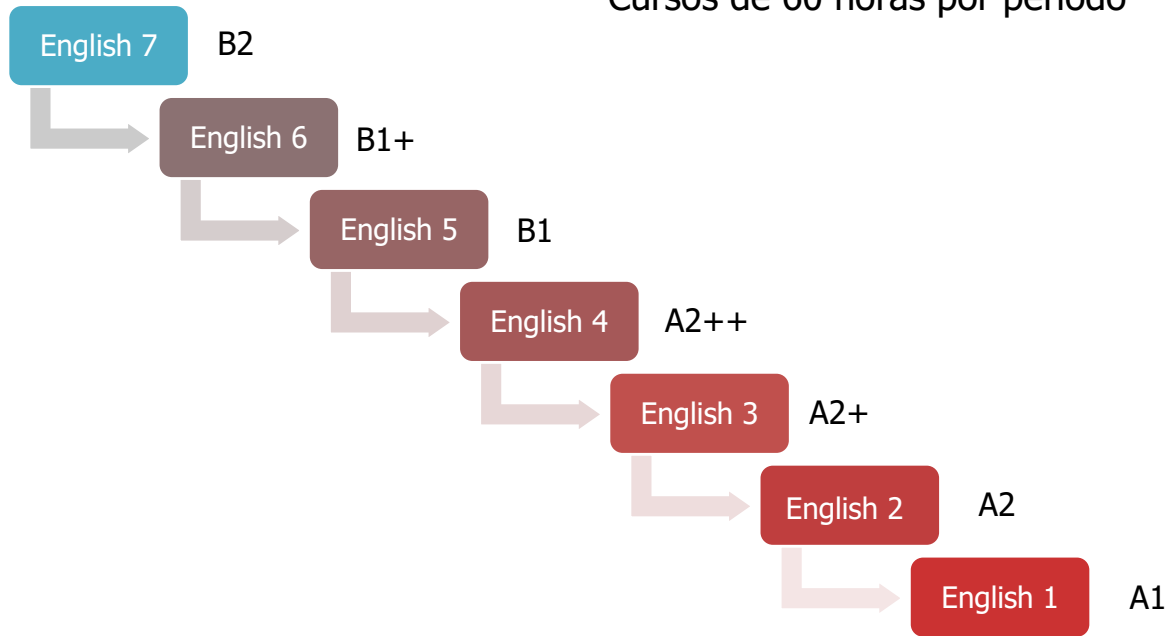 Cursos de 60 horas por periodo
English 7
B2
English 6
B1+
English 5
B1
English 4
A2++
English 3
A2+
English 2
A2
English 1
A1